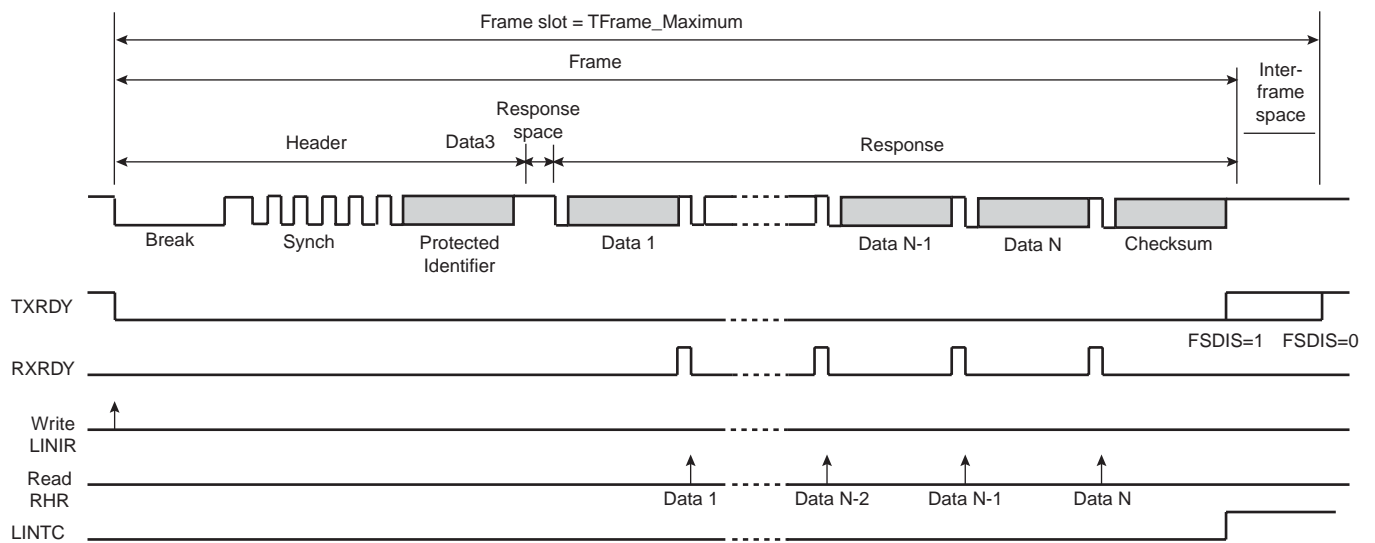 Frame slot = TFrame_Maximum
Frame
Inter-
frame
space
Response
space
Header
Data3
Response
Break
Synch
Protected
Identifier
Data 1
Data N-1
Data N
Checksum
TXRDY
FSDIS=1
FSDIS=0
RXRDY
Write
LINIR
Read
RHR
Data 1
Data N-2
Data N-1
Data N
LINTC